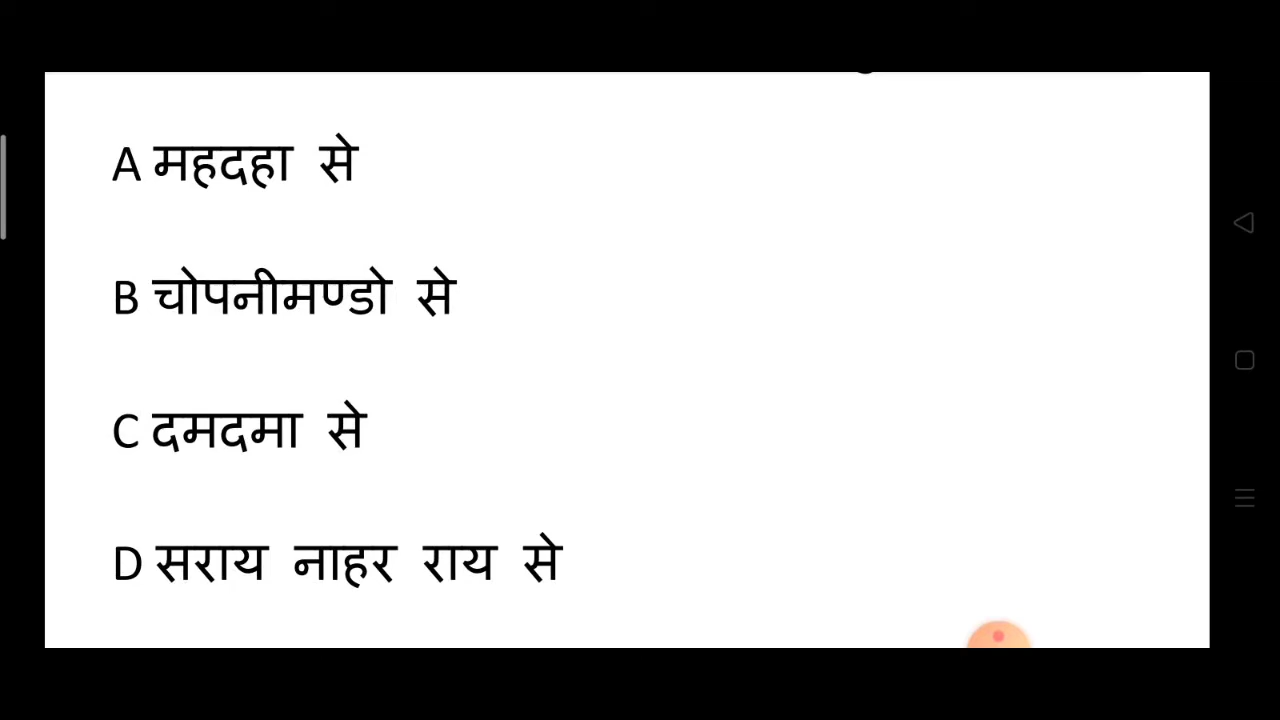 A महदहा से
B चोपनीमण्डो से
C दमदमा से
D सराय नाहर राय से